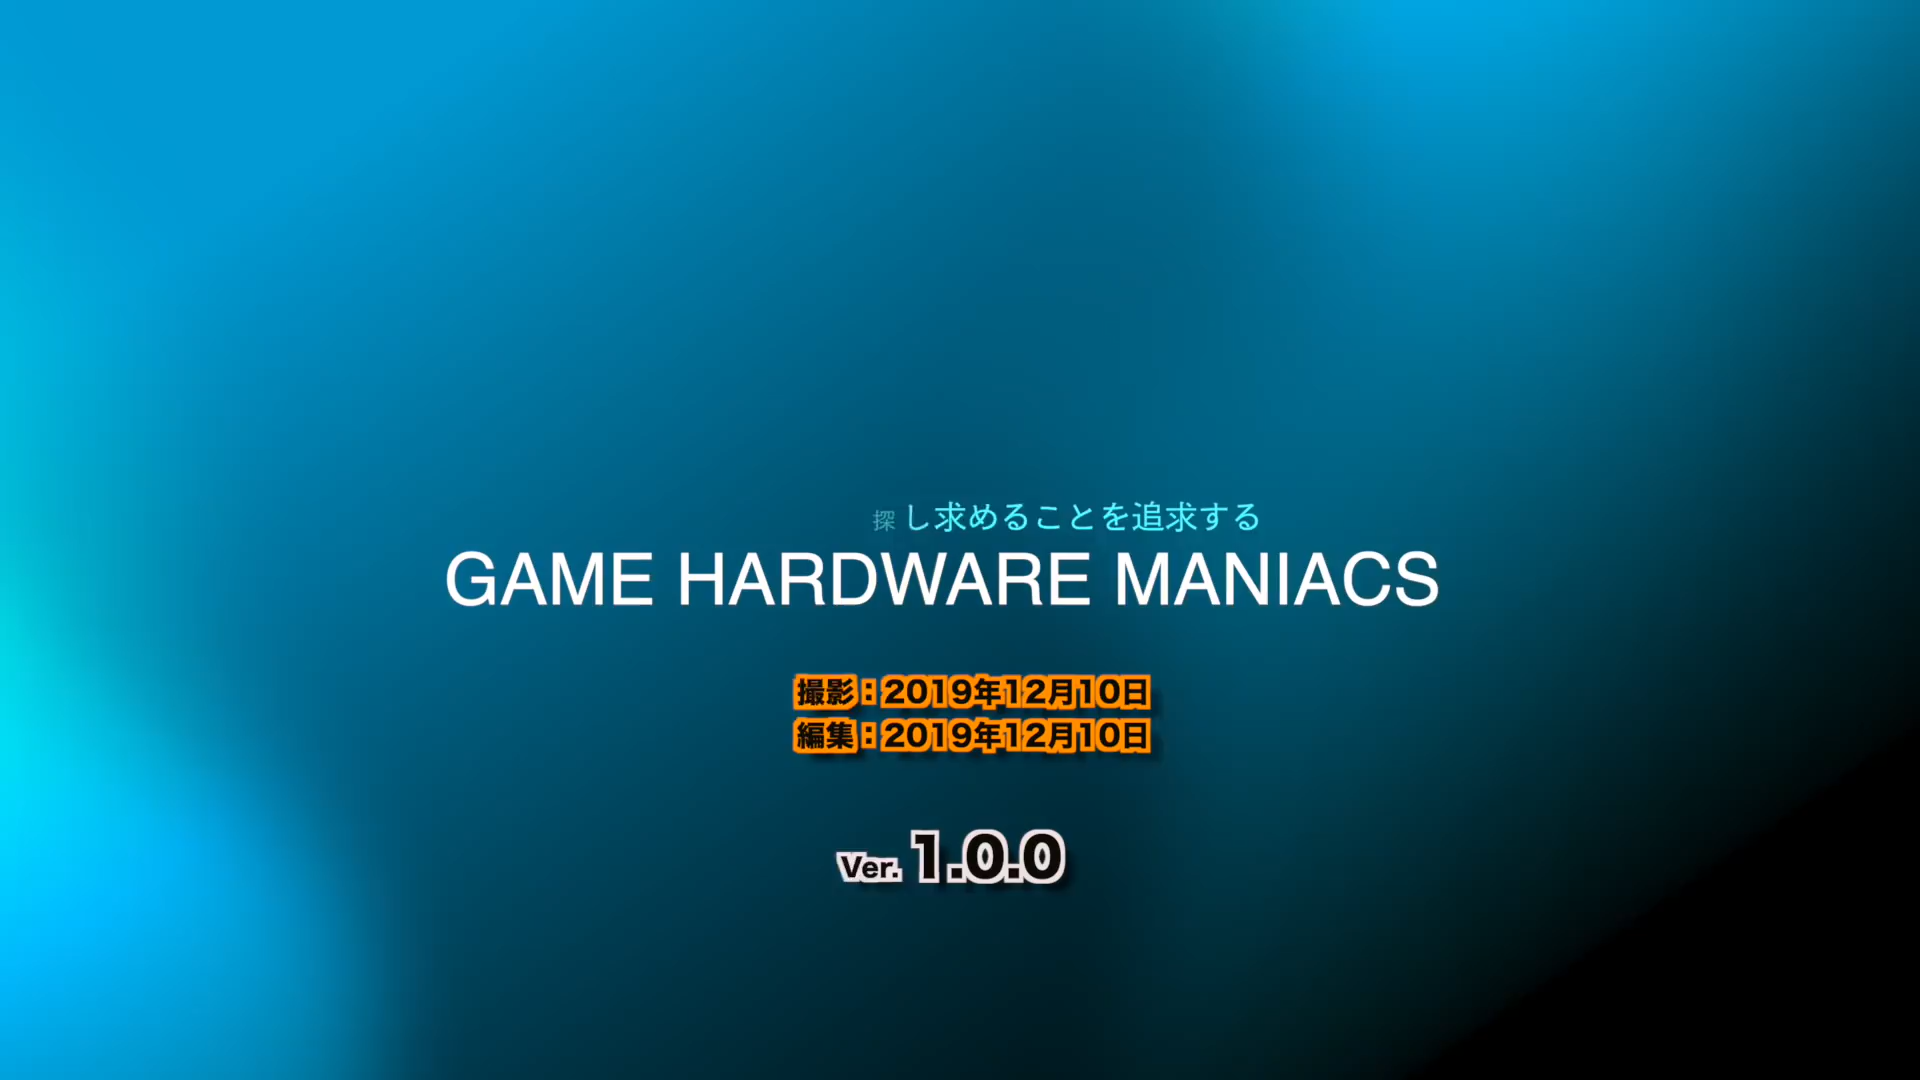 探し求めることを追求する
GAME HARDWARE MANIACS
撮影：2019年12月10日
編集：2019年12月10日
Ver. 1.0.0